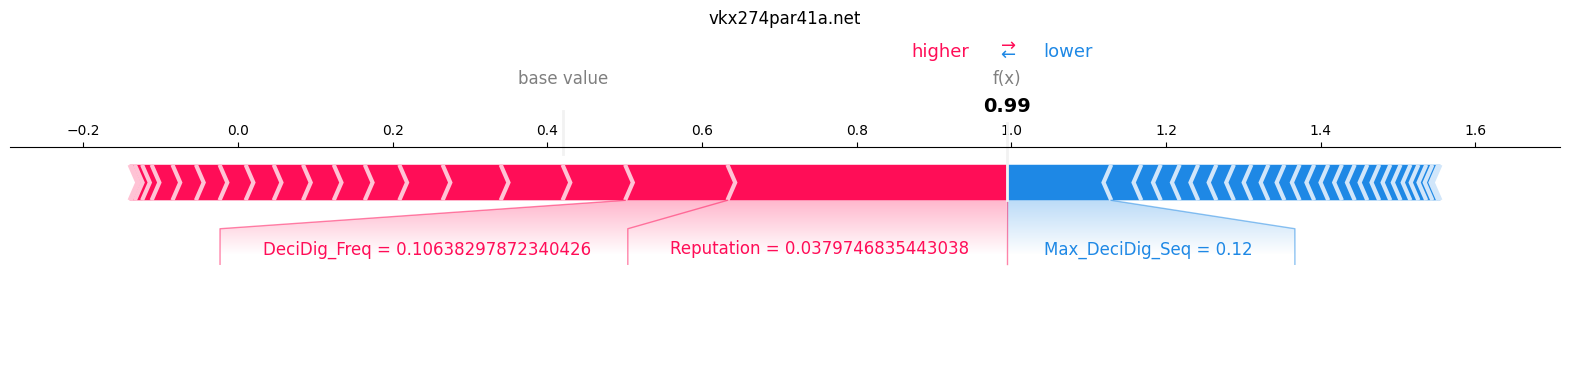 vkx274par41a.net
higher ⇄ lower
base value f(x)
0.99
−0.2 0.0 0.2 0.4 0.6 0.8 1.0 1.2 1.4 1.6
DeciDig_Freq = 0.10638297872340426 Reputation = 0.0379746835443038 Max_DeciDig_Seq = 0.12